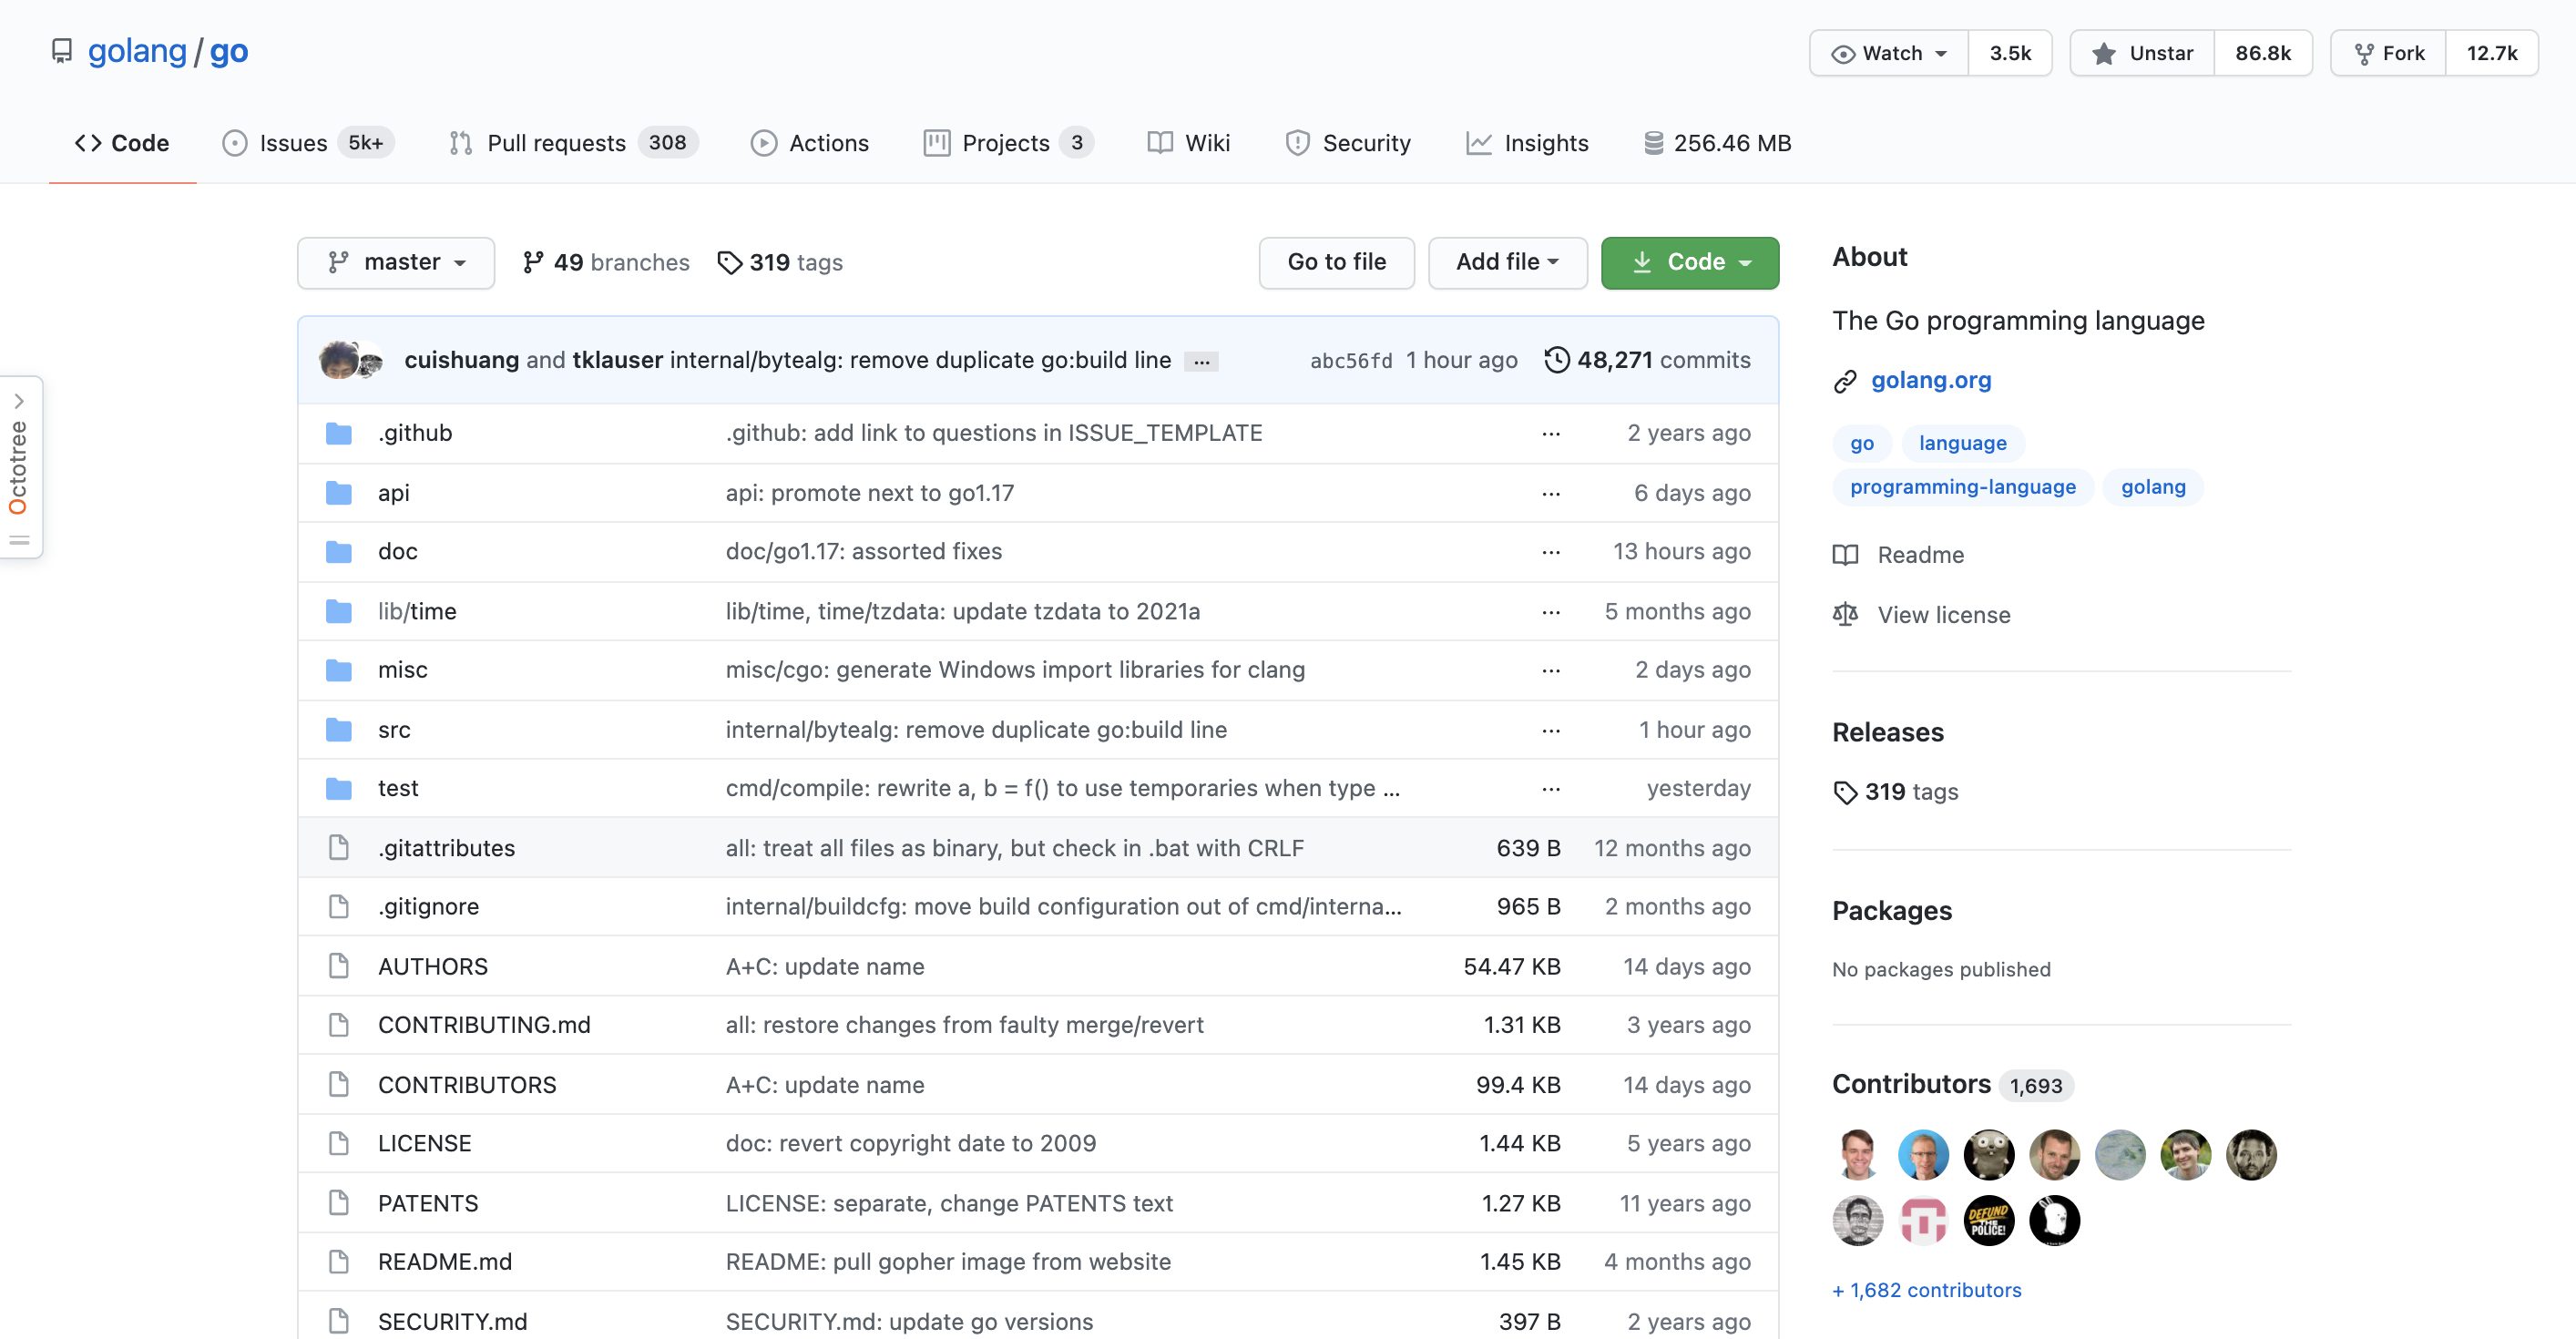 golang / go
Watch 3.5k Unstar 86.8k Fork 12.7k
<> Code Issues 5k+ Pull requests 308 Actions Projects 3 Wiki Security Insights 256.46 MB
master 49 branches 319 tags Go to file Add file Code
cuishuang and tklauser internal/bytealg: remove duplicate go:build line ... abc56fd 1 hour ago 48,271 commits
.github .github: add link to questions in ISSUE_TEMPLATE ... 2 years ago
api api: promote next to go1.17 ... 6 days ago
doc doc/go1.17: assorted fixes ... 13 hours ago
lib/time lib/time, time/tzdata: update tzdata to 2021a ... 5 months ago
misc misc/cgo: generate Windows import libraries for clang ... 2 days ago
src internal/bytealg: remove duplicate go:build line ... 1 hour ago
test cmd/compile: rewrite a, b = f() to use temporaries when type ... ... yesterday
.gitattributes all: treat all files as binary, but check in .bat with CRLF 639 B 12 months ago
.gitignore internal/buildcfg: move build configuration out of cmd/interna... 965 B 2 months ago
AUTHORS A+C: update name 54.47 KB 14 days ago
CONTRIBUTING.md all: restore changes from faulty merge/revert 1.31 KB 3 years ago
CONTRIBUTORS A+C: update name 99.4 KB 14 days ago
LICENSE doc: revert copyright date to 2009 1.44 KB 5 years ago
PATENTS LICENSE: separate, change PATENTS text 1.27 KB 11 years ago
README.md README: pull gopher image from website 1.45 KB 4 months ago
SECURITY.md SECURITY.md: update go versions 397 B 2 years ago
Octotree
About
The Go programming language
golang.org
go language
programming-language golang
Readme
View license
Releases
319 tags
Packages
No packages published
Contributors 1,693
DEFUND
THE
POLICE!
+ 1,682 contributors